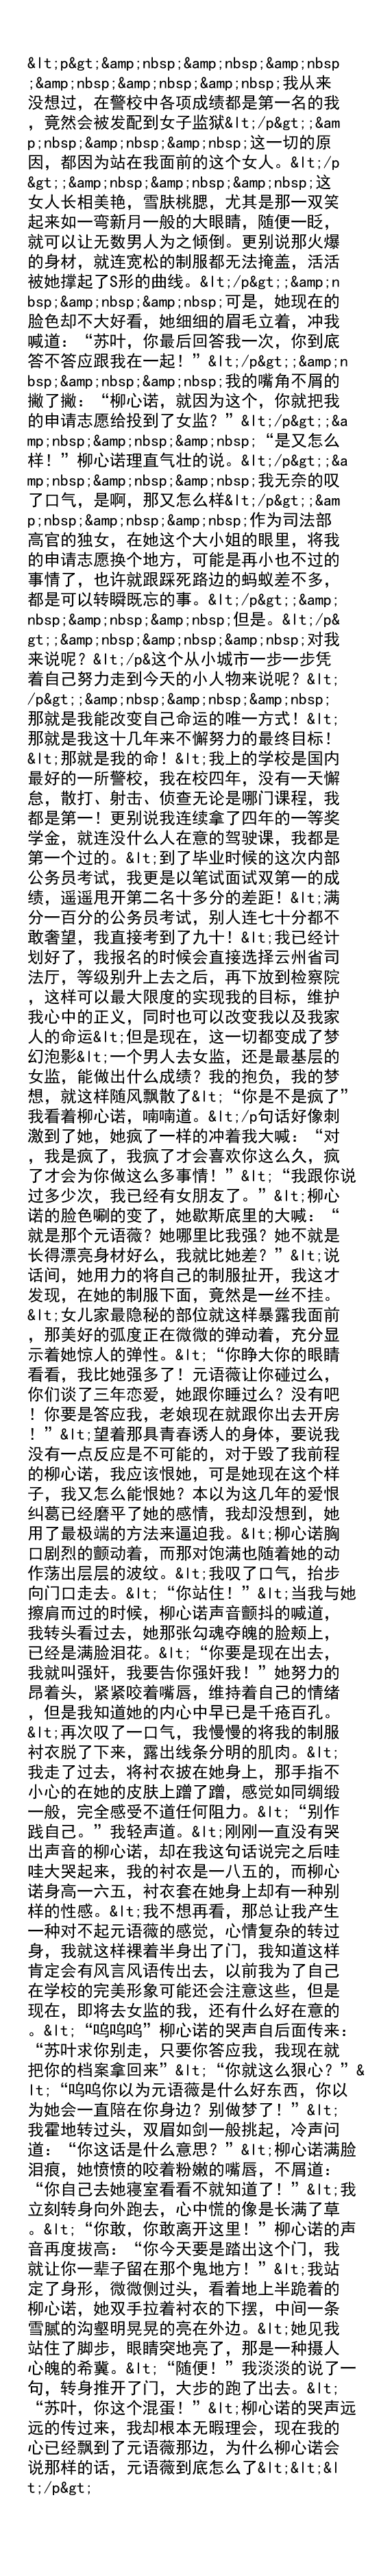 &lt;p&gt;&amp;nbsp;&amp;nbsp;&amp;nbsp
;&amp;nbsp;&amp;nbsp;&amp;nbsp;我从来
没想过，在警校中各项成绩都是第一名的我
，竟然会被发配到女子监狱&lt;/p&gt;;&am
p;nbsp;&amp;nbsp;&amp;nbsp;这一切的原
因，都因为站在我面前的这个女人。&lt;/p
&gt;;&amp;nbsp;&amp;nbsp;&amp;nbsp;这
女人长相美艳，雪肤桃腮，尤其是那一双笑
起来如一弯新月一般的大眼睛，随便一眨，
就可以让无数男人为之倾倒。更别说那火爆
的身材，就连宽松的制服都无法掩盖，活活
被她撑起了S形的曲线。&lt;/p&gt;;&amp;n
bsp;&amp;nbsp;&amp;nbsp;可是，她现在的
脸色却不大好看，她细细的眉毛立着，冲我
喊道：“苏叶，你最后回答我一次，你到底
答不答应跟我在一起！”&lt;/p&gt;;&amp;n
bsp;&amp;nbsp;&amp;nbsp;我的嘴角不屑的
撇了撇：“柳心诺，就因为这个，你就把我
的申请志愿给投到了女监？”&lt;/p&gt;;&a
mp;nbsp;&amp;nbsp;&amp;nbsp;“是又怎么
样！”柳心诺理直气壮的说。&lt;/p&gt;;&a
mp;nbsp;&amp;nbsp;&amp;nbsp;我无奈的叹
了口气，是啊，那又怎么样&lt;/p&gt;;&am
p;nbsp;&amp;nbsp;&amp;nbsp;作为司法部
高官的独女，在她这个大小姐的眼里，将我
的申请志愿换个地方，可能是再小也不过的
事情了，也许就跟踩死路边的蚂蚁差不多，
都是可以转瞬既忘的事。&lt;/p&gt;;&amp;
nbsp;&amp;nbsp;&amp;nbsp;但是。&lt;/p&
gt;;&amp;nbsp;&amp;nbsp;&amp;nbsp;对我
来说呢？&lt;/p&这个从小城市一步一步凭
着自己努力走到今天的小人物来说呢？&lt;
/p&gt;;&amp;nbsp;&amp;nbsp;&amp;nbsp;
那就是我能改变自己命运的唯一方式！&lt;
那就是我这十几年来不懈努力的最终目标！
&lt;那就是我的命！&lt;我上的学校是国内
最好的一所警校，我在校四年，没有一天懈
怠，散打、射击、侦查无论是哪门课程，我
都是第一！更别说我连续拿了四年的一等奖
学金，就连没什么人在意的驾驶课，我都是
第一个过的。&lt;到了毕业时候的这次内部
公务员考试，我更是以笔试面试双第一的成
绩，遥遥甩开第二名十多分的差距！&lt;满
分一百分的公务员考试，别人连七十分都不
敢奢望，我直接考到了九十！&lt;我已经计
划好了，我报名的时候会直接选择云州省司
法厅，等级别升上去之后，再下放到检察院
，这样可以最大限度的实现我的目标，维护
我心中的正义，同时也可以改变我以及我家
人的命运&lt;但是现在，这一切都变成了梦
幻泡影&lt;一个男人去女监，还是最基层的
女监，能做出什么成绩？我的抱负，我的梦
想，就这样随风飘散了&lt;“你是不是疯了”
我看着柳心诺，喃喃道。&lt;/p句话好像刺
激到了她，她疯了一样的冲着我大喊：“对
，我是疯了，我疯了才会喜欢你这么久，疯
了才会为你做这么多事情！”&lt;“我跟你说
过多少次，我已经有女朋友了。”&lt;柳心
诺的脸色唰的变了，她歇斯底里的大喊：“
就是那个元语薇？她哪里比我强？她不就是
长得漂亮身材好么，我就比她差？”&lt;说
话间，她用力的将自己的制服扯开，我这才
发现，在她的制服下面，竟然是一丝不挂。
&lt;女儿家最隐秘的部位就这样暴露我面前
，那美好的弧度正在微微的弹动着，充分显
示着她惊人的弹性。&lt;“你睁大你的眼睛
看看，我比她强多了！元语薇让你碰过么，
你们谈了三年恋爱，她跟你睡过么？没有吧
！你要是答应我，老娘现在就跟你出去开房
！”&lt;望着那具青春诱人的身体，要说我
没有一点反应是不可能的，对于毁了我前程
的柳心诺，我应该恨她，可是她现在这个样
子，我又怎么能恨她？本以为这几年的爱恨
纠葛已经磨平了她的感情，我却没想到，她
用了最极端的方法来逼迫我。&lt;柳心诺胸
口剧烈的颤动着，而那对饱满也随着她的动
作荡出层层的波纹。&lt;我叹了口气，抬步
向门口走去。&lt;“你站住！”&lt;当我与她
擦肩而过的时候，柳心诺声音颤抖的喊道，
我转头看过去，她那张勾魂夺魄的脸颊上，
已经是满脸泪花。&lt;“你要是现在出去，
我就叫强奸，我要告你强奸我！”她努力的
昂着头，紧紧咬着嘴唇，维持着自己的情绪
，但是我知道她的内心中早已是千疮百孔。
&lt;再次叹了一口气，我慢慢的将我的制服
衬衣脱了下来，露出线条分明的肌肉。&lt;
我走了过去，将衬衣披在她身上，那手指不
小心的在她的皮肤上蹭了蹭，感觉如同绸缎
一般，完全感受不道任何阻力。&lt;“别作
践自己。”我轻声道。&lt;刚刚一直没有哭
出声音的柳心诺，却在我这句话说完之后哇
哇大哭起来，我的衬衣是一八五的，而柳心
诺身高一六五，衬衣套在她身上却有一种别
样的性感。&lt;我不想再看，那总让我产生
一种对不起元语薇的感觉，心情复杂的转过
身，我就这样裸着半身出了门，我知道这样
肯定会有风言风语传出去，以前我为了自己
在学校的完美形象可能还会注意这些，但是
现在，即将去女监的我，还有什么好在意的
。&lt;“呜呜呜”柳心诺的哭声自后面传来：
“苏叶求你别走，只要你答应我，我现在就
把你的档案拿回来”&lt;“你就这么狠心？”&
lt;“呜呜你以为元语薇是什么好东西，你以
为她会一直陪在你身边？别做梦了！”&lt;
我霍地转过头，双眉如剑一般挑起，冷声问
道：“你这话是什么意思？”&lt;柳心诺满脸
泪痕，她愤愤的咬着粉嫩的嘴唇，不屑道：
“你自己去她寝室看看不就知道了！”&lt;我
立刻转身向外跑去，心中慌的像是长满了草
。&lt;“你敢，你敢离开这里！”柳心诺的声
音再度拔高：“你今天要是踏出这个门，我
就让你一辈子留在那个鬼地方！”&lt;我站
定了身形，微微侧过头，看着地上半跪着的
柳心诺，她双手拉着衬衣的下摆，中间一条
雪腻的沟壑明晃晃的亮在外边。&lt;她见我
站住了脚步，眼睛突地亮了，那是一种摄人
心魄的希冀。&lt;“随便！”我淡淡的说了一
句，转身推开了门，大步的跑了出去。&lt;
“苏叶，你这个混蛋！”&lt;柳心诺的哭声远
远的传过来，我却根本无暇理会，现在我的
心已经飘到了元语薇那边，为什么柳心诺会
说那样的话，元语薇到底怎么了&lt;&lt;&l
t;/p&gt;